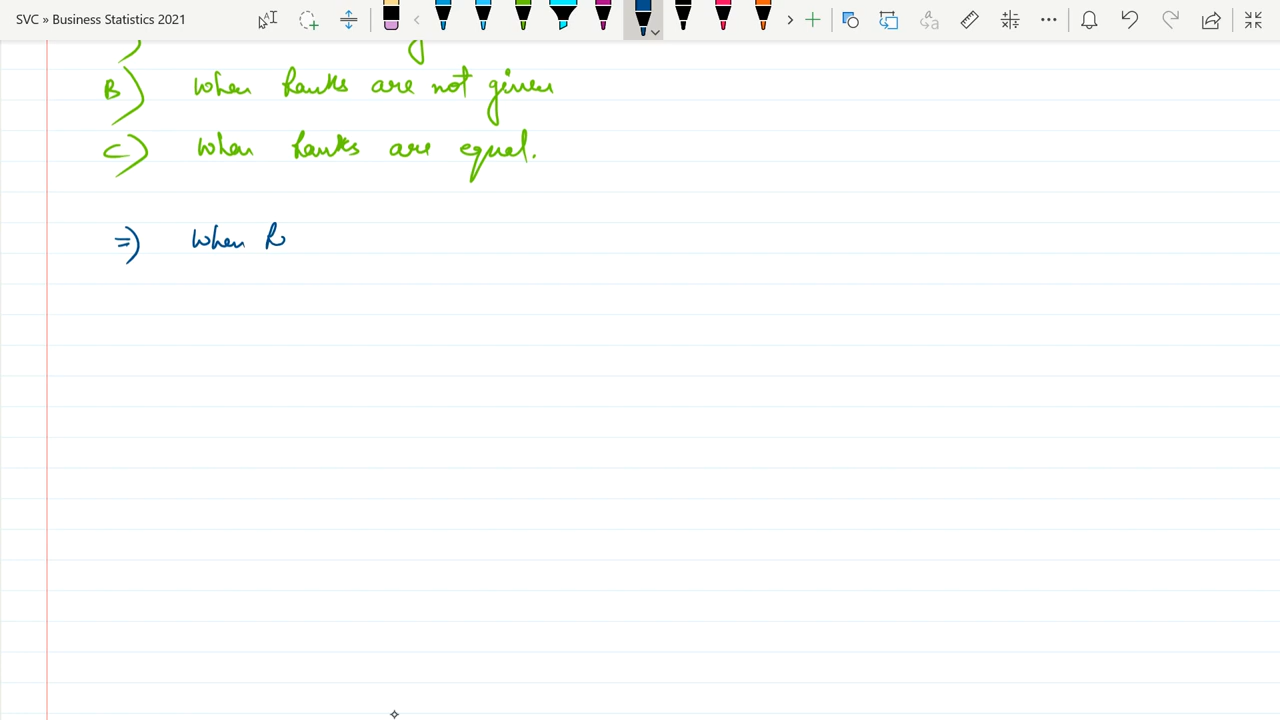 SVC » Business Statistics 2021
B) When Ranks are not given
C) When Ranks are equal.
⇒) When R